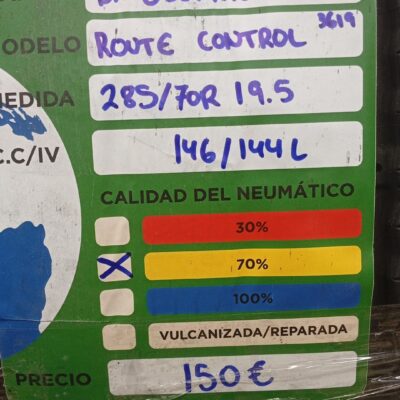 ODELO ROUTE CONTROL 3619
MEDIDA 285/70R 19.5
C.C/IV 146/144L
CALIDAD DEL NEUMÁTICO
30%
X 70%
100%
VULCANIZADA/REPARADA
PRECIO 150€